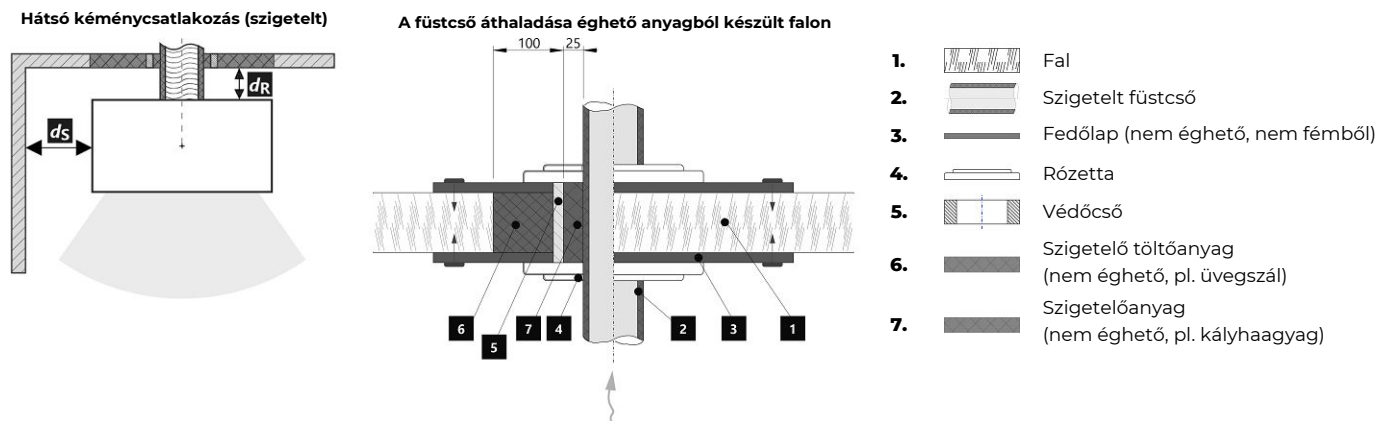 Hátsó kéménycsatlakozás (szigetelt)
dR
dS
A füstcső áthaladása éghető anyagból készült falon
100 25
6 5 7 4 2 3 1
1. Fal
2. Szigetelt füstcső
3. Fedőlap (nem éghető, nem fémből)
4. Rózetta
5. Védőcső
6. Szigetelő töltőanyag
(nem éghető, pl. üvegszál)
7. Szigetelőanyag
(nem éghető, pl. kályhaagyag)